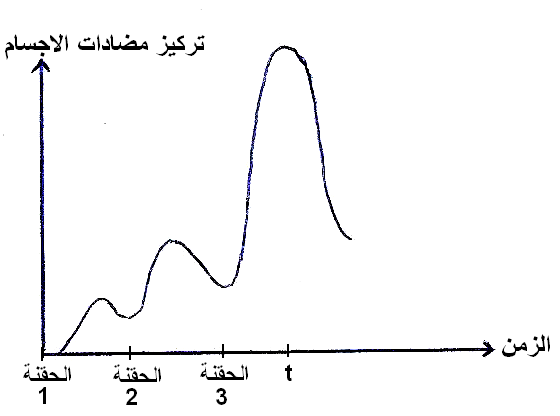 تركيز مضادات الاجسام
الزمن
الحقنة
1
الحقنة
2
الحقنة
3
t